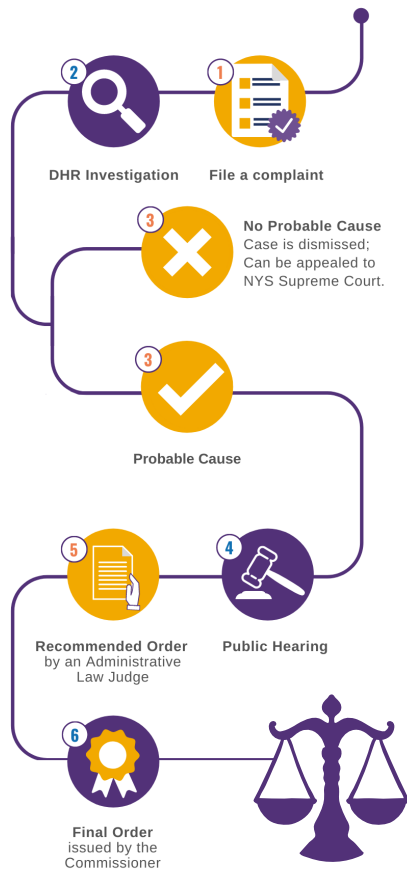 1
File a complaint
2
DHR Investigation
3
No Probable Cause
Case is dismissed;
Can be appealed to
NYS Supreme Court.
3
Probable Cause
4
Public Hearing
5
Recommended Order
by an Administrative
Law Judge
6
Final Order
issued by the
Commissioner